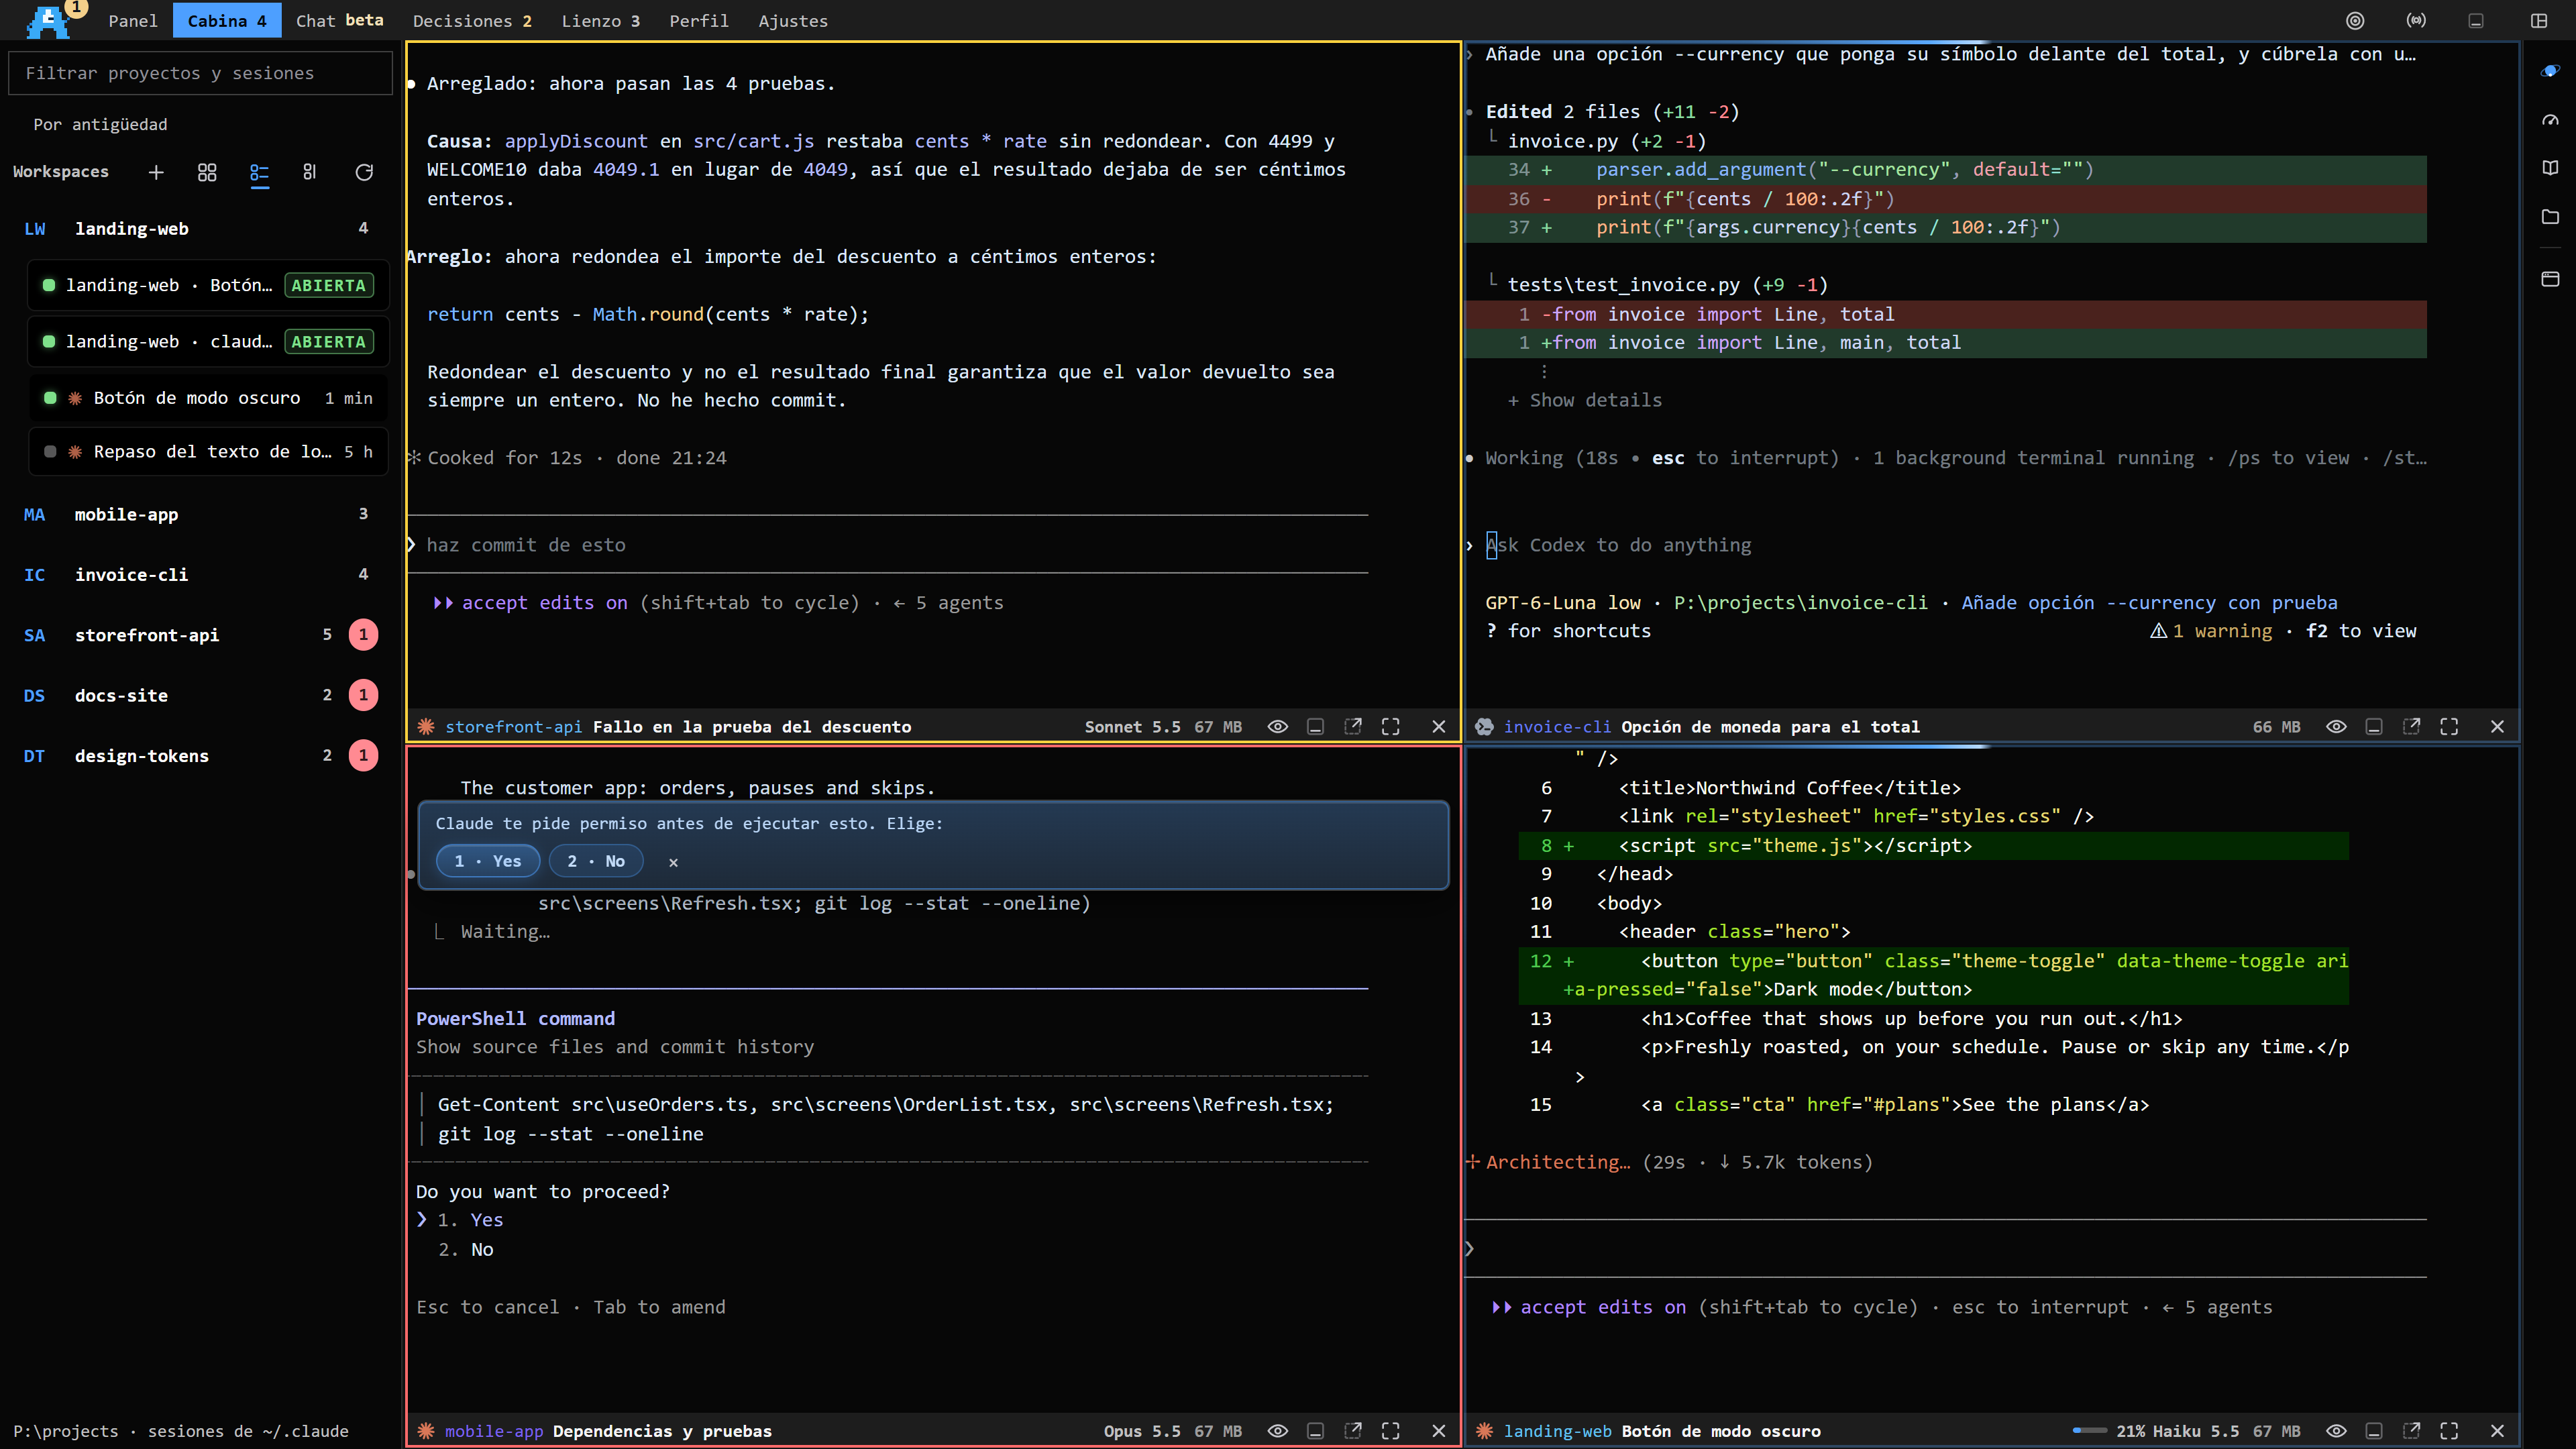 1
Panel
Cabina 4
Chat beta
Decisiones 2
Lienzo 3
Perfil
Ajustes
Filtrar proyectos y sesiones
Por antigüedad
Workspaces
LW landing-web 4
landing-web · Botón… ABIERTA
landing-web · claud… ABIERTA
Botón de modo oscuro 1 min
Repaso del texto de lo… 5 h
MA mobile-app 3
IC invoice-cli 4
SA storefront-api 5 1
DS docs-site 2 1
DT design-tokens 2 1
P:\projects · sesiones de ~/.claude
● Arreglado: ahora pasan las 4 pruebas.
Causa: applyDiscount en src/cart.js restaba cents * rate sin redondear. Con 4499 y
WELCOME10 daba 4049.1 en lugar de 4049, así que el resultado dejaba de ser céntimos
enteros.
Arreglo: ahora redondea el importe del descuento a céntimos enteros:
return cents - Math.round(cents * rate);
Redondear el descuento y no el resultado final garantiza que el valor devuelto sea
siempre un entero. No he hecho commit.
✻ Cooked for 12s · done 21:24
❯ haz commit de esto
⏵⏵ accept edits on (shift+tab to cycle) · ← 5 agents
storefront-api Fallo en la prueba del descuento Sonnet 5.5 67 MB
› Añade una opción --currency que ponga su símbolo delante del total, y cúbrela con u…
• Edited 2 files (+11 -2)
└ invoice.py (+2 -1)
34 + parser.add_argument("--currency", default="")
36 - print(f"{cents / 100:.2f}")
37 + print(f"{args.currency}{cents / 100:.2f}")
└ tests\test_invoice.py (+9 -1)
1 -from invoice import Line, total
1 +from invoice import Line, main, total
⋮
+ Show details
• Working (18s • esc to interrupt) · 1 background terminal running · /ps to view · /st…
› Ask Codex to do anything
GPT-6-Luna low · P:\projects\invoice-cli · Añade opción --currency con prueba
? for shortcuts ⚠ 1 warning · f2 to view
invoice-cli Opción de moneda para el total 66 MB
The customer app: orders, pauses and skips.
Claude te pide permiso antes de ejecutar esto. Elige:
1 · Yes 2 · No ×
src\screens\Refresh.tsx; git log --stat --oneline)
⎿ Waiting…
PowerShell command
Show source files and commit history
│ Get-Content src\useOrders.ts, src\screens\OrderList.tsx, src\screens\Refresh.tsx;
│ git log --stat --oneline
Do you want to proceed?
❯ 1. Yes
2. No
Esc to cancel · Tab to amend
mobile-app Dependencias y pruebas Opus 5.5 67 MB
" />
6 <title>Northwind Coffee</title>
7 <link rel="stylesheet" href="styles.css" />
8 + <script src="theme.js"></script>
9 </head>
10 <body>
11 <header class="hero">
12 + <button type="button" class="theme-toggle" data-theme-toggle ari
+a-pressed="false">Dark mode</button>
13 <h1>Coffee that shows up before you run out.</h1>
14 <p>Freshly roasted, on your schedule. Pause or skip any time.</p
>
15 <a class="cta" href="#plans">See the plans</a>
✢ Architecting… (29s · ↓ 5.7k tokens)
❯
⏵⏵ accept edits on (shift+tab to cycle) · esc to interrupt · ← 5 agents
landing-web Botón de modo oscuro 21% Haiku 5.5 67 MB